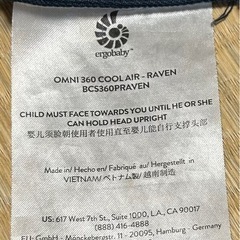 ergobaby
OMNI 360 COOL AIR - RAVEN
BCS360PRAVEN
CHILD MUST FACE TOWARDS YOU UNTIL HE OR SHE
CAN HOLD HEAD UPRIGHT
婴儿须脸朝使用者使用直至婴儿能自行支撑头部
Made in/ Hecho en/ Fabriqué au/ Hergestellt in
VIETNAM/ベトナム製/ 越南制造
US: 617 West 7th St., Suite 1000, L.A., CA 90017
(888) 416-4888
EU: GmbH - Mönckebergstr. 11 - 20095, Hamburg - Germany